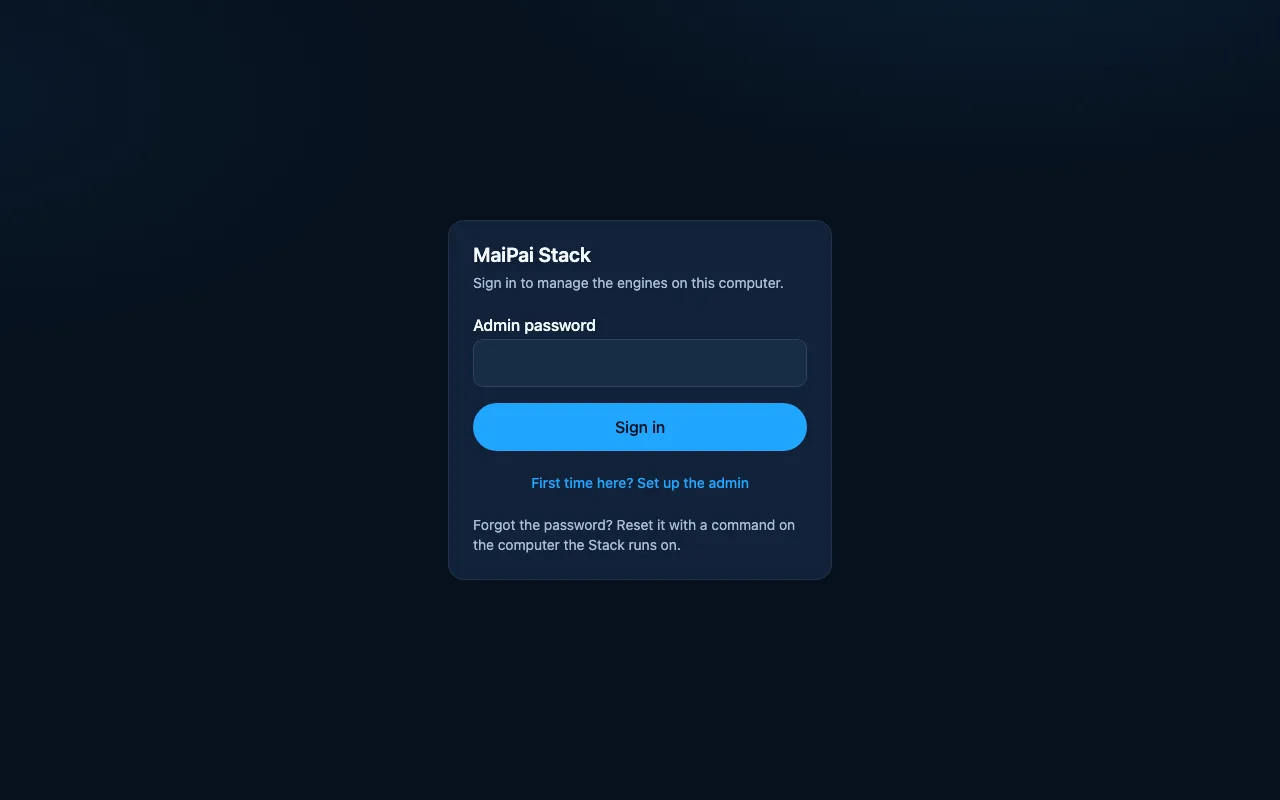 MaiPai Stack
Sign in to manage the engines on this computer.
Admin password
Sign in
First time here? Set up the admin
Forgot the password? Reset it with a command on
the computer the Stack runs on.